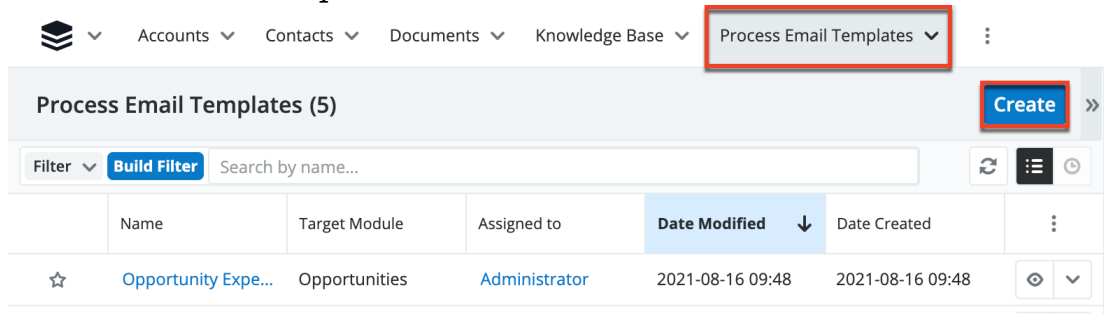 Accounts Contacts Documents Knowledge Base Process Email Templates
Process Email Templates (5) Create
Filter Build Filter Search by name...
Name Target Module Assigned to Date Modified Date Created
Opportunity Expe... Opportunities Administrator 2021-08-16 09:48 2021-08-16 09:48